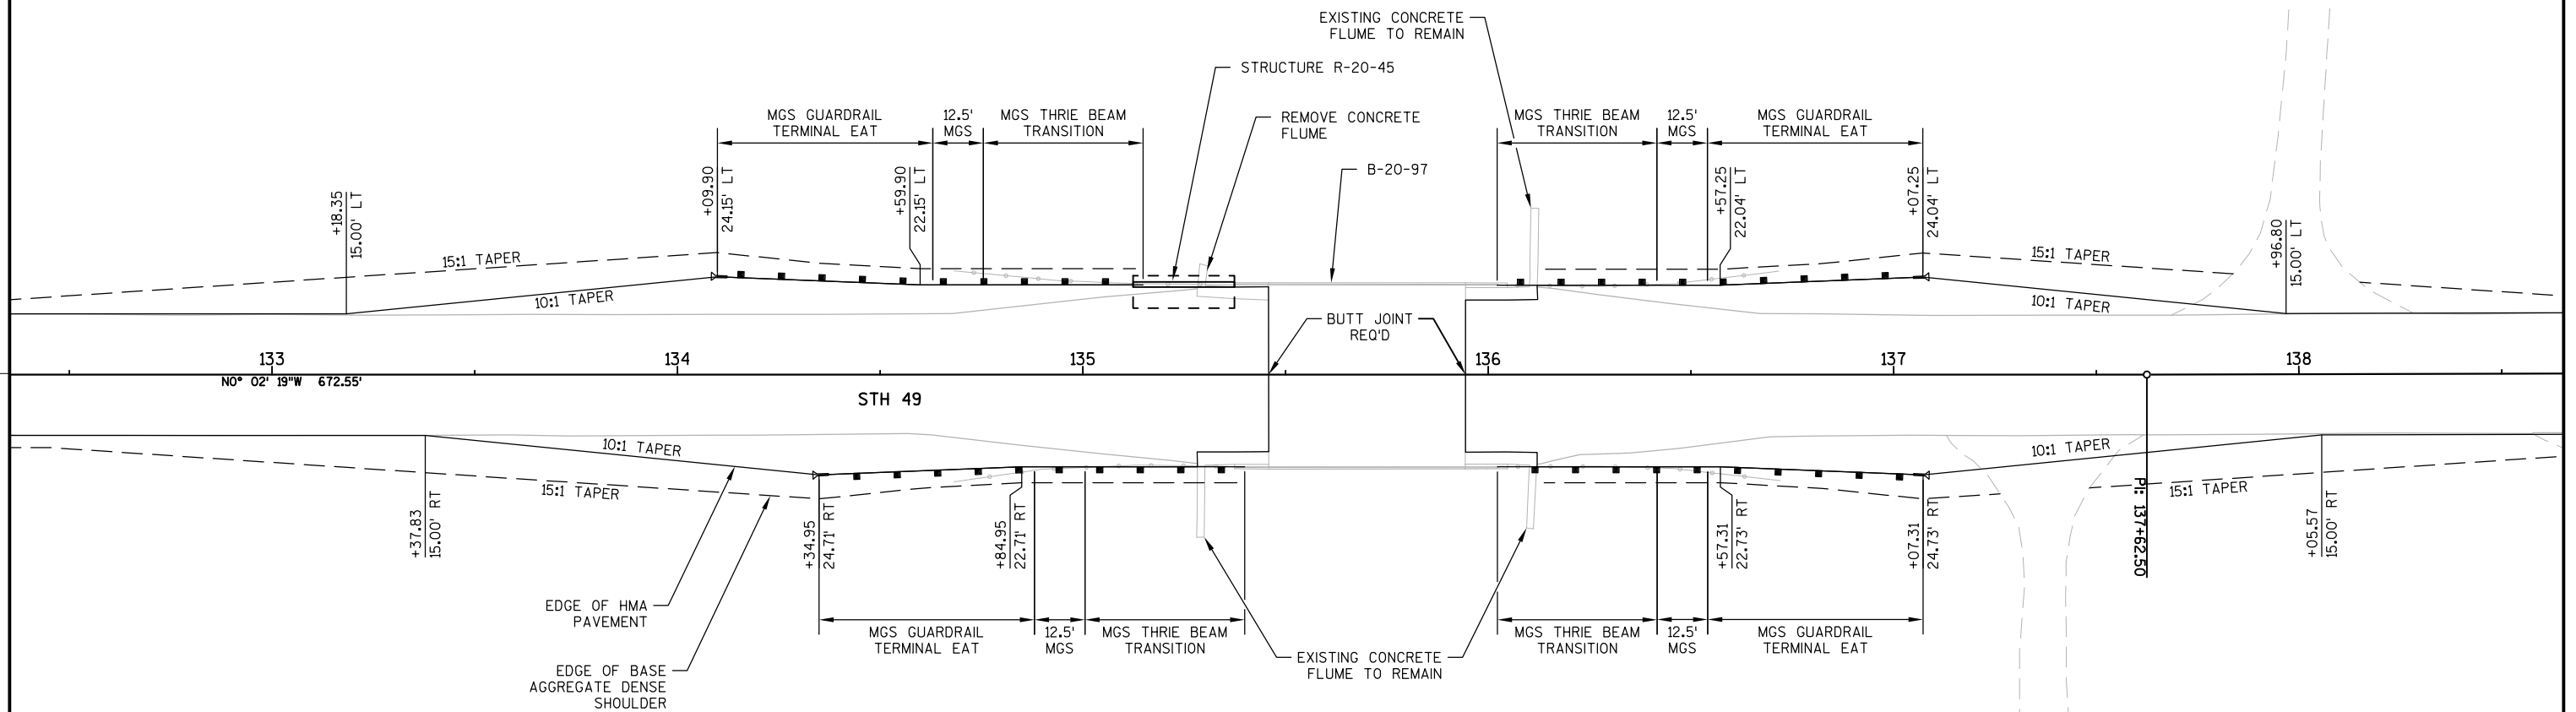 EXISTING CONCRETE
FLUME TO REMAIN
STRUCTURE R-20-45
REMOVE CONCRETE
FLUME
B-20-97
MGS GUARDRAIL
TERMINAL EAT
12.5'
MGS
MGS THRIE BEAM
TRANSITION
MGS THRIE BEAM
TRANSITION
12.5'
MGS
MGS GUARDRAIL
TERMINAL EAT
+18.35
15.00' LT
+09.90
24.15' LT
+59.90
22.15' LT
+57.25
22.04' LT
+07.25
24.04' LT
+96.80
15.00' LT
15:1 TAPER
10:1 TAPER
15:1 TAPER
10:1 TAPER
BUTT JOINT
REQ'D
133
134
135
136
137
138
N0° 02' 19"W 672.55'
STH 49
10:1 TAPER
15:1 TAPER
10:1 TAPER
15:1 TAPER
PI: 137+62.50
+37.83
15.00' RT
+34.95
24.71' RT
+84.95
22.71' RT
+57.31
22.73' RT
+07.31
24.73' RT
+05.57
15.00' RT
EDGE OF HMA
PAVEMENT
EDGE OF BASE
AGGREGATE DENSE
SHOULDER
MGS GUARDRAIL
TERMINAL EAT
12.5'
MGS
MGS THRIE BEAM
TRANSITION
EXISTING CONCRETE
FLUME TO REMAIN
MGS THRIE BEAM
TRANSITION
12.5'
MGS
MGS GUARDRAIL
TERMINAL EAT